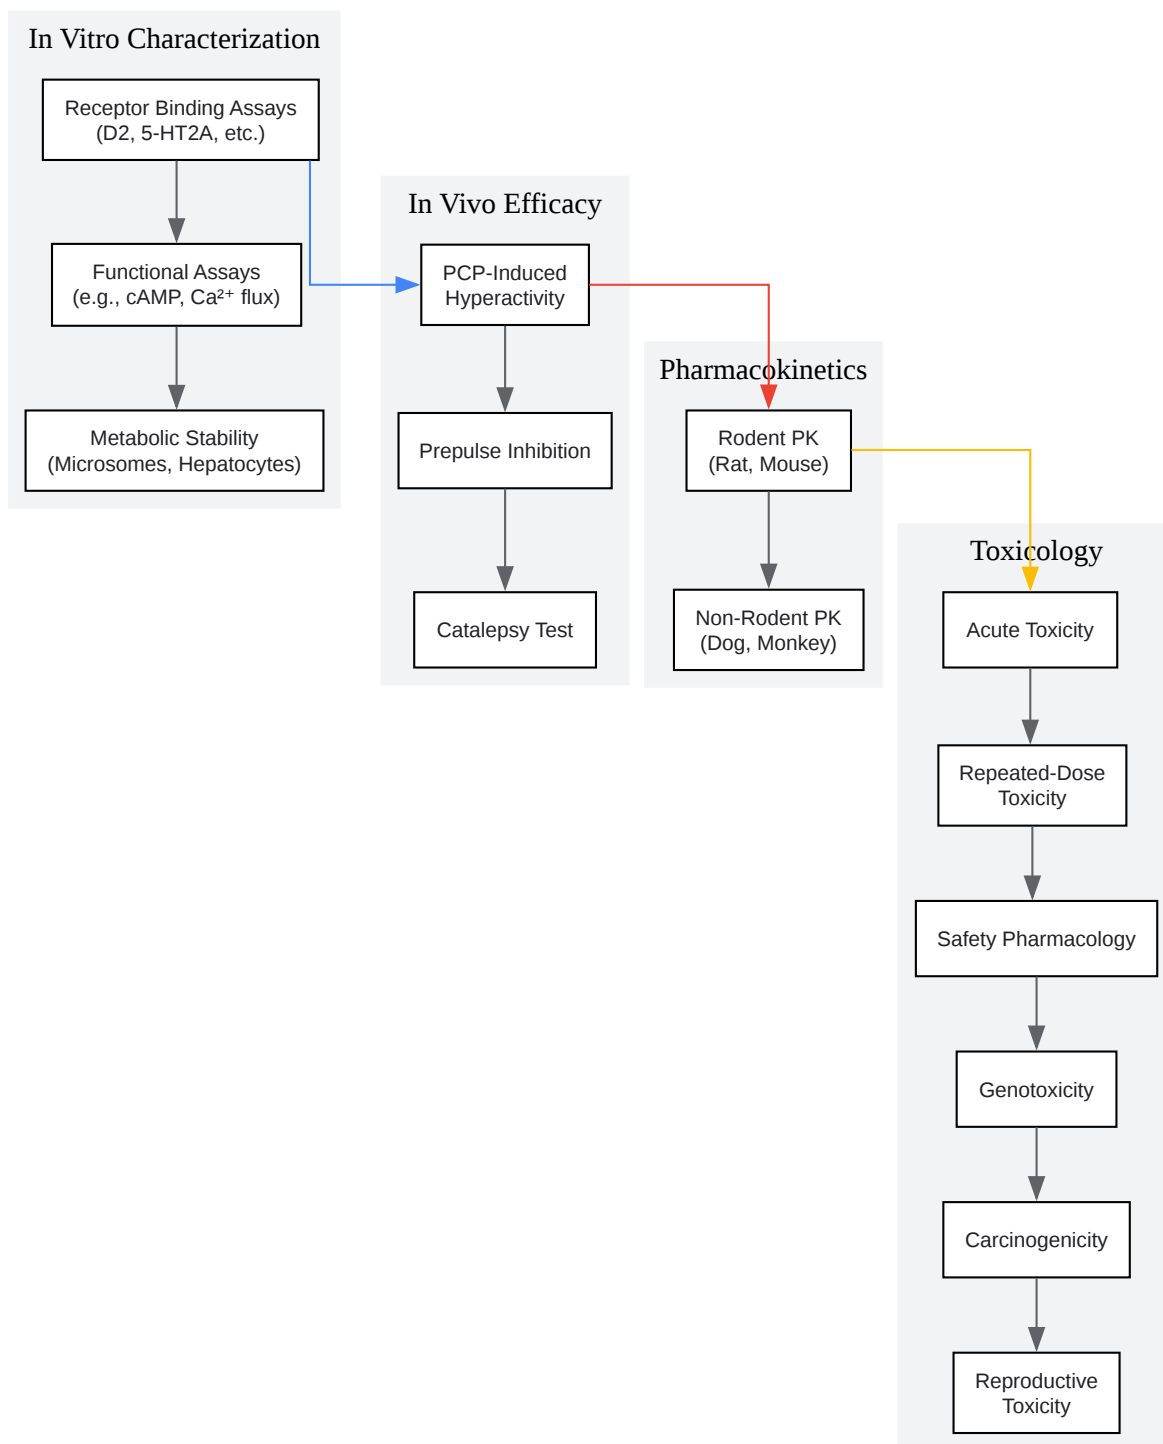 In Vitro Characterization
Receptor Binding Assays
(D2, 5-HT2A, etc.)
Functional Assays
(e.g., cAMP, Ca²⁺ flux)
Metabolic Stability
(Microsomes, Hepatocytes)
In Vivo Efficacy
PCP-Induced
Hyperactivity
Prepulse Inhibition
Catalepsy Test
Pharmacokinetics
Rodent PK
(Rat, Mouse)
Non-Rodent PK
(Dog, Monkey)
Toxicology
Acute Toxicity
Repeated-Dose
Toxicity
Safety Pharmacology
Genotoxicity
Carcinogenicity
Reproductive
Toxicity